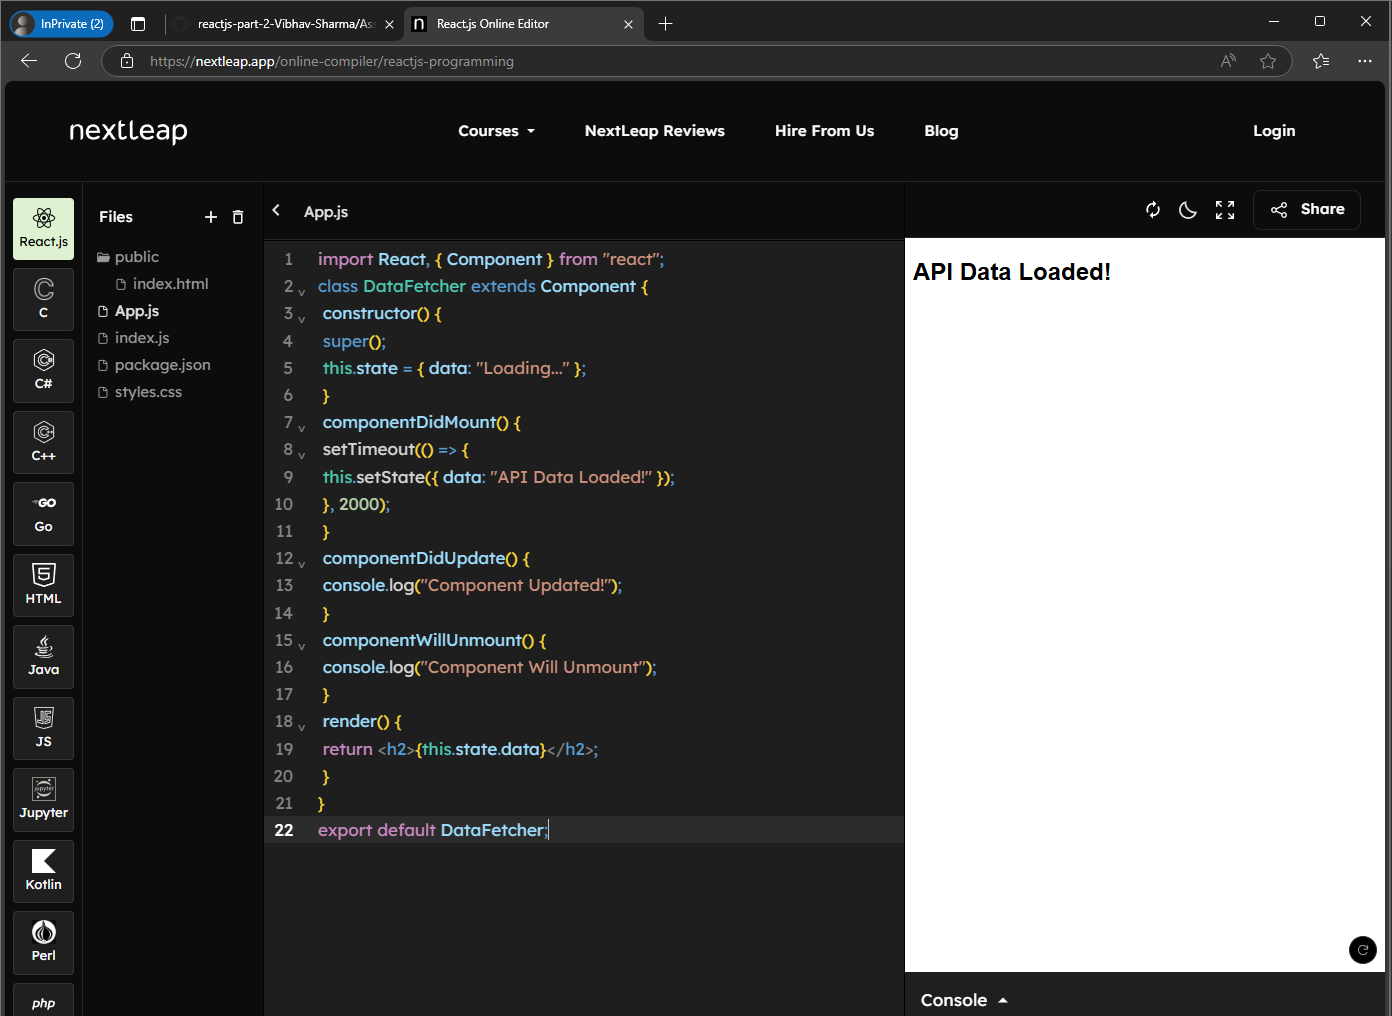 InPrivate (2)
reactjs-part-2-Vibhav-Sharma/As
React.js Online Editor
https://nextleap.app/online-compiler/reactjs-programming
nextleap
Courses
NextLeap Reviews
Hire From Us
Blog
Login
React.js
C
C#
C++
GO
Go
HTML
Java
JS
JS
Jupyter
Jupyter
Kotlin
Perl
php
Files
public
index.html
App.js
index.js
package.json
styles.css
App.js
1 import React, { Component } from "react";
2 class DataFetcher extends Component {
3 constructor() {
4 super();
5 this.state = { data: "Loading..." };
6 }
7 componentDidMount() {
8 setTimeout(() => {
9 this.setState({ data: "API Data Loaded!" });
10 }, 2000);
11 }
12 componentDidUpdate() {
13 console.log("Component Updated!");
14 }
15 componentWillUnmount() {
16 console.log("Component Will Unmount");
17 }
18 render() {
19 return <h2>{this.state.data}</h2>;
20 }
21 }
22 export default DataFetcher;
Share
API Data Loaded!
Console